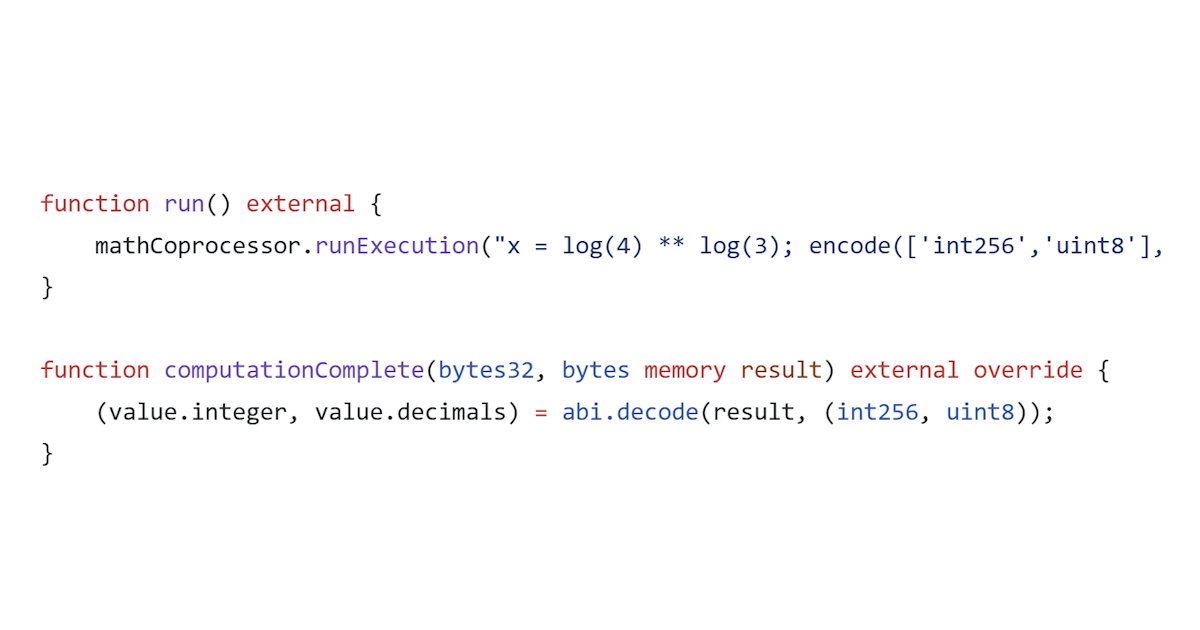 function run() external {
    mathCoprocessor.runExecution("x = log(4) ** log(3); encode(['int256','uint8'],
}
function computationComplete(bytes32, bytes memory result) external override {
    (value.integer, value.decimals) = abi.decode(result, (int256, uint8));
}